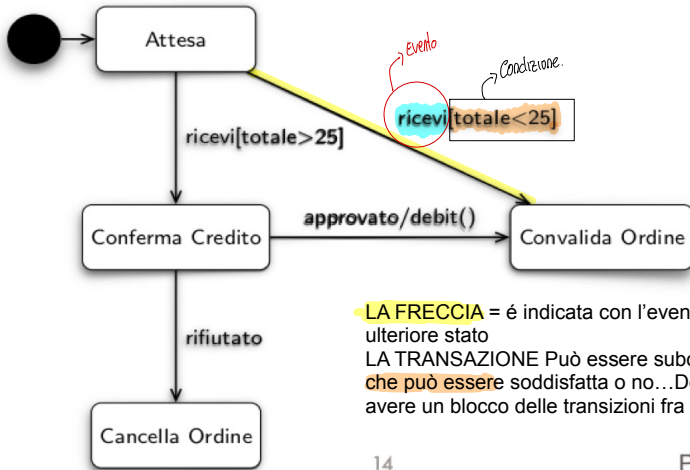 Attesa
Evento
Condizione.
ricevi[totale<25]
ricevi[totale>25]
Conferma Credito
approvato/debit()
Convalida Ordine
LA FRECCIA = é indicata con l'even
ulteriore stato
LA TRANSAZIONE Può essere subo
che può essere soddisfatta o no…De
avere un blocco delle transizioni fra
rifiutato
Cancella Ordine
14